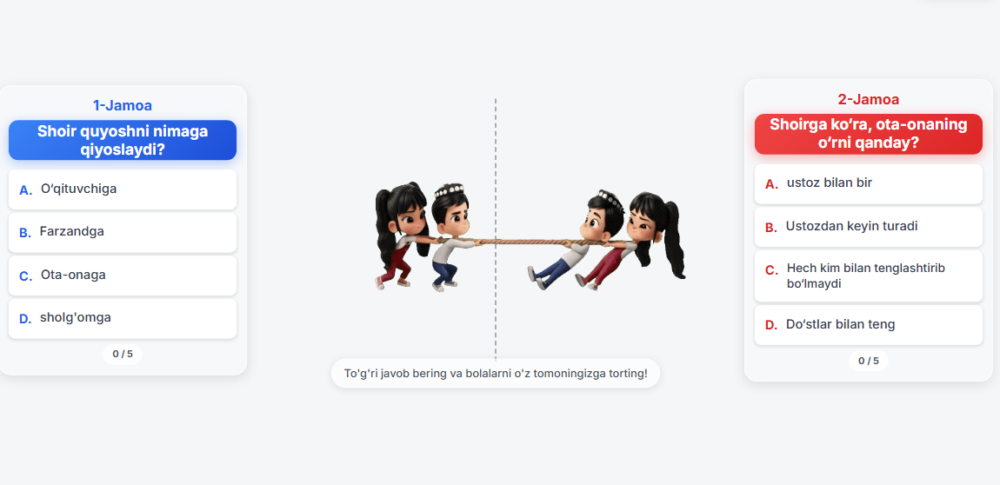 1-Jamoa
Shoir quyoshni nimaga
qiyoslaydi?
A. O‘qituvchiga
B. Farzandga
C. Ota-onaga
D. sholg'omga
0 / 5
To'g'ri javob bering va bolalarni o'z tomoningizga torting!
2-Jamoa
Shoirga ko‘ra, ota-onaning
o‘rni qanday?
A. ustoz bilan bir
B. Ustozdan keyin turadi
C. Hech kim bilan tenglashtirib
bo‘lmaydi
D. Do‘stlar bilan teng
0 / 5